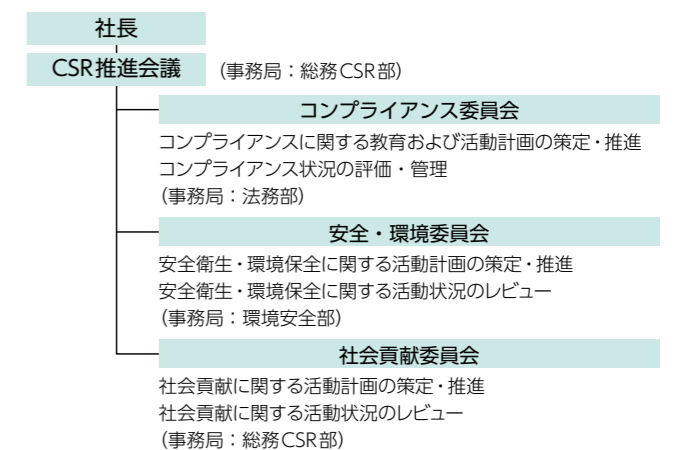 社長
CSR推進会議 (事務局：総務CSR部)
コンプライアンス委員会
コンプライアンスに関する教育および活動計画の策定・推進
コンプライアンス状況の評価・管理
(事務局：法務部)
安全・環境委員会
安全衛生・環境保全に関する活動計画の策定・推進
安全衛生・環境保全に関する活動状況のレビュー
(事務局：環境安全部)
社会貢献委員会
社会貢献に関する活動計画の策定・推進
社会貢献に関する活動状況のレビュー
(事務局：総務CSR部)